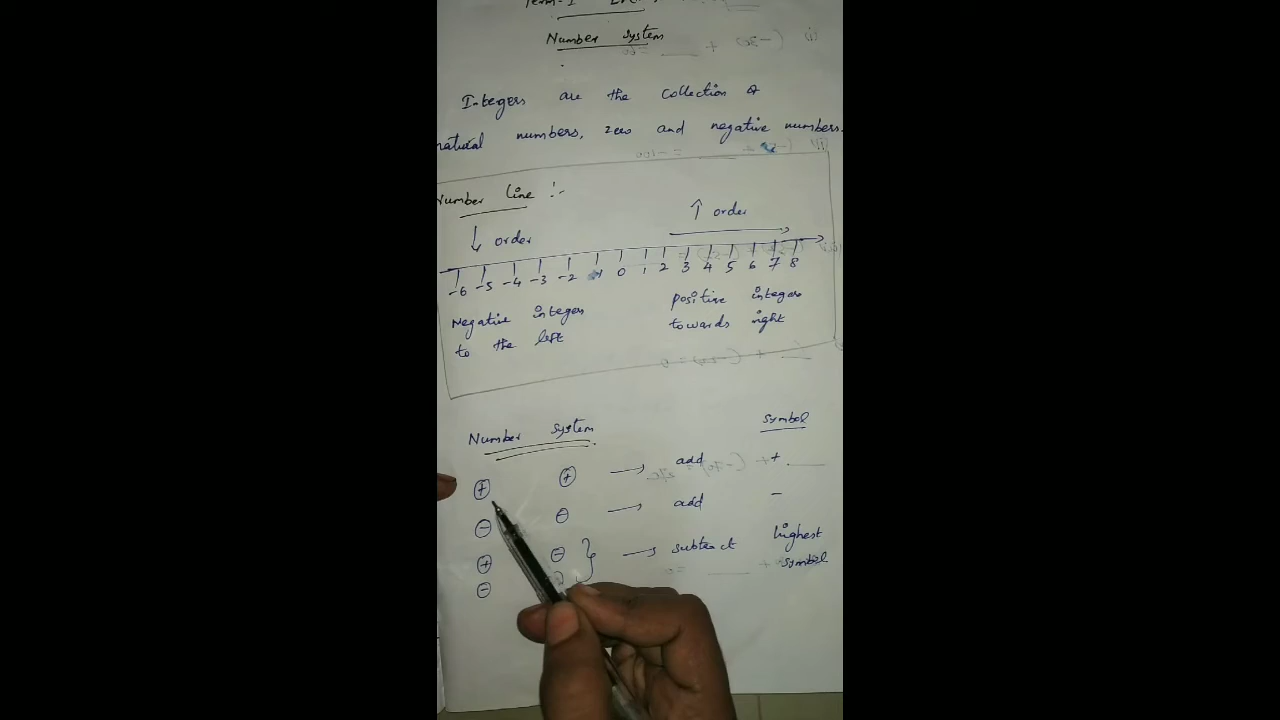 Term-I
Number System
Integers are the collection of
natural numbers, zero and negative numbers.
Number line :-
↓ order
↑ order
-6 -5 -4 -3 -2 -1 0 1 2 3 4 5 6 7 8
Negative integers
to the left
positive integers
towards right
Number System
Symbol
⊕ ⊕ → add +
⊖ ⊖ → add -
⊕ ⊖ } → subtract highest
symbol
⊖